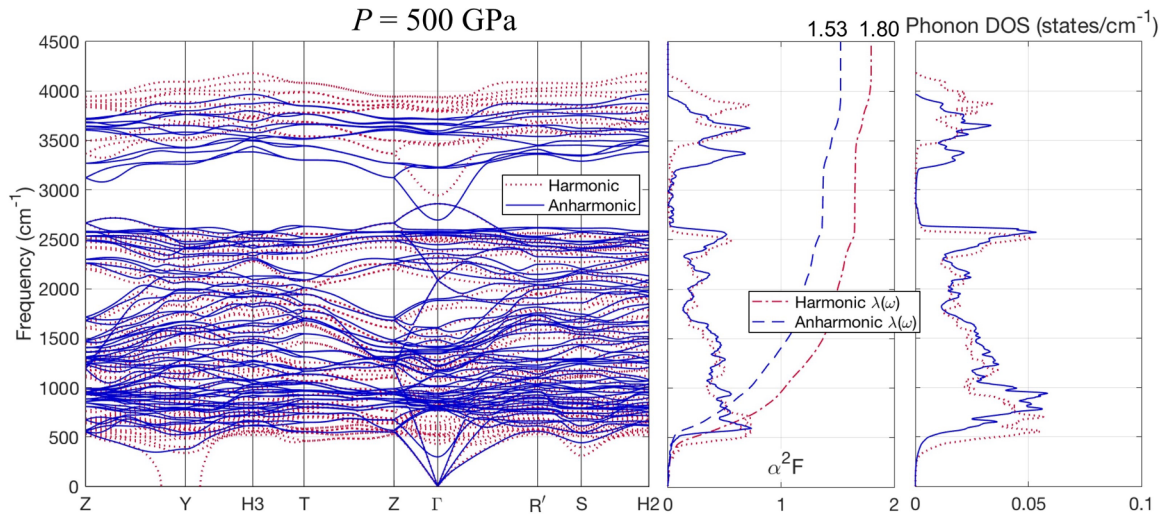 P = 500 GPa
1.53 1.80
Phonon DOS (states/cm⁻¹)
4500
4000
3500
3000
2500
2000
1500
1000
500
0
Frequency (cm⁻¹)
Harmonic
Anharmonic
Harmonic λ(ω)
Anharmonic λ(ω)
α²F
Z Y H3 T Z Γ R′ S H2
0 1 2
0 0.05 0.1